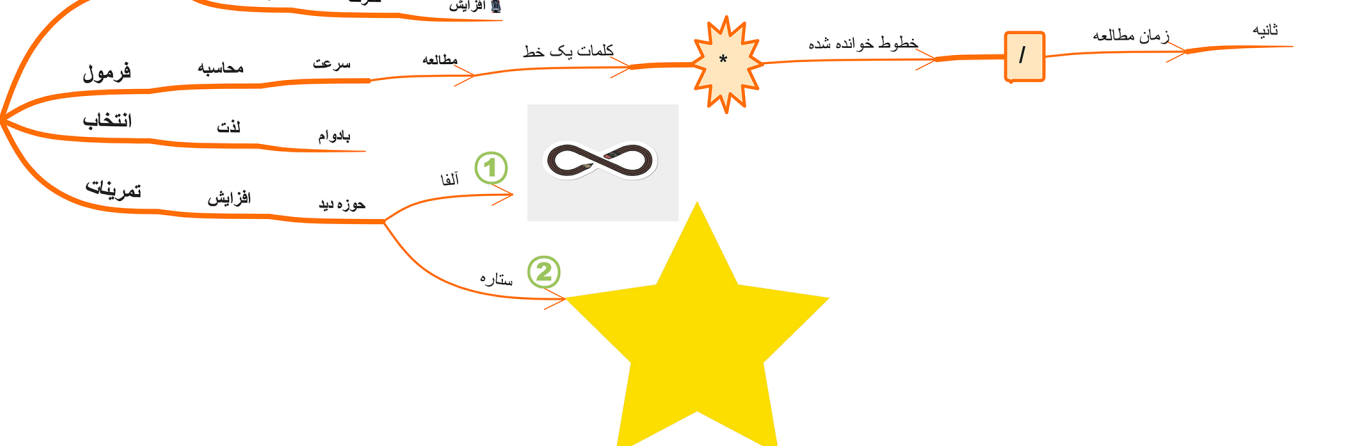 افزایش
فرمول محاسبه سرعت مطالعه کلمات یک خط * خطوط خوانده شده / زمان مطالعه ثانیه
انتخاب لذت بادوام
تمرینات افزایش حوزه دید
آلفا 1
ستاره 2